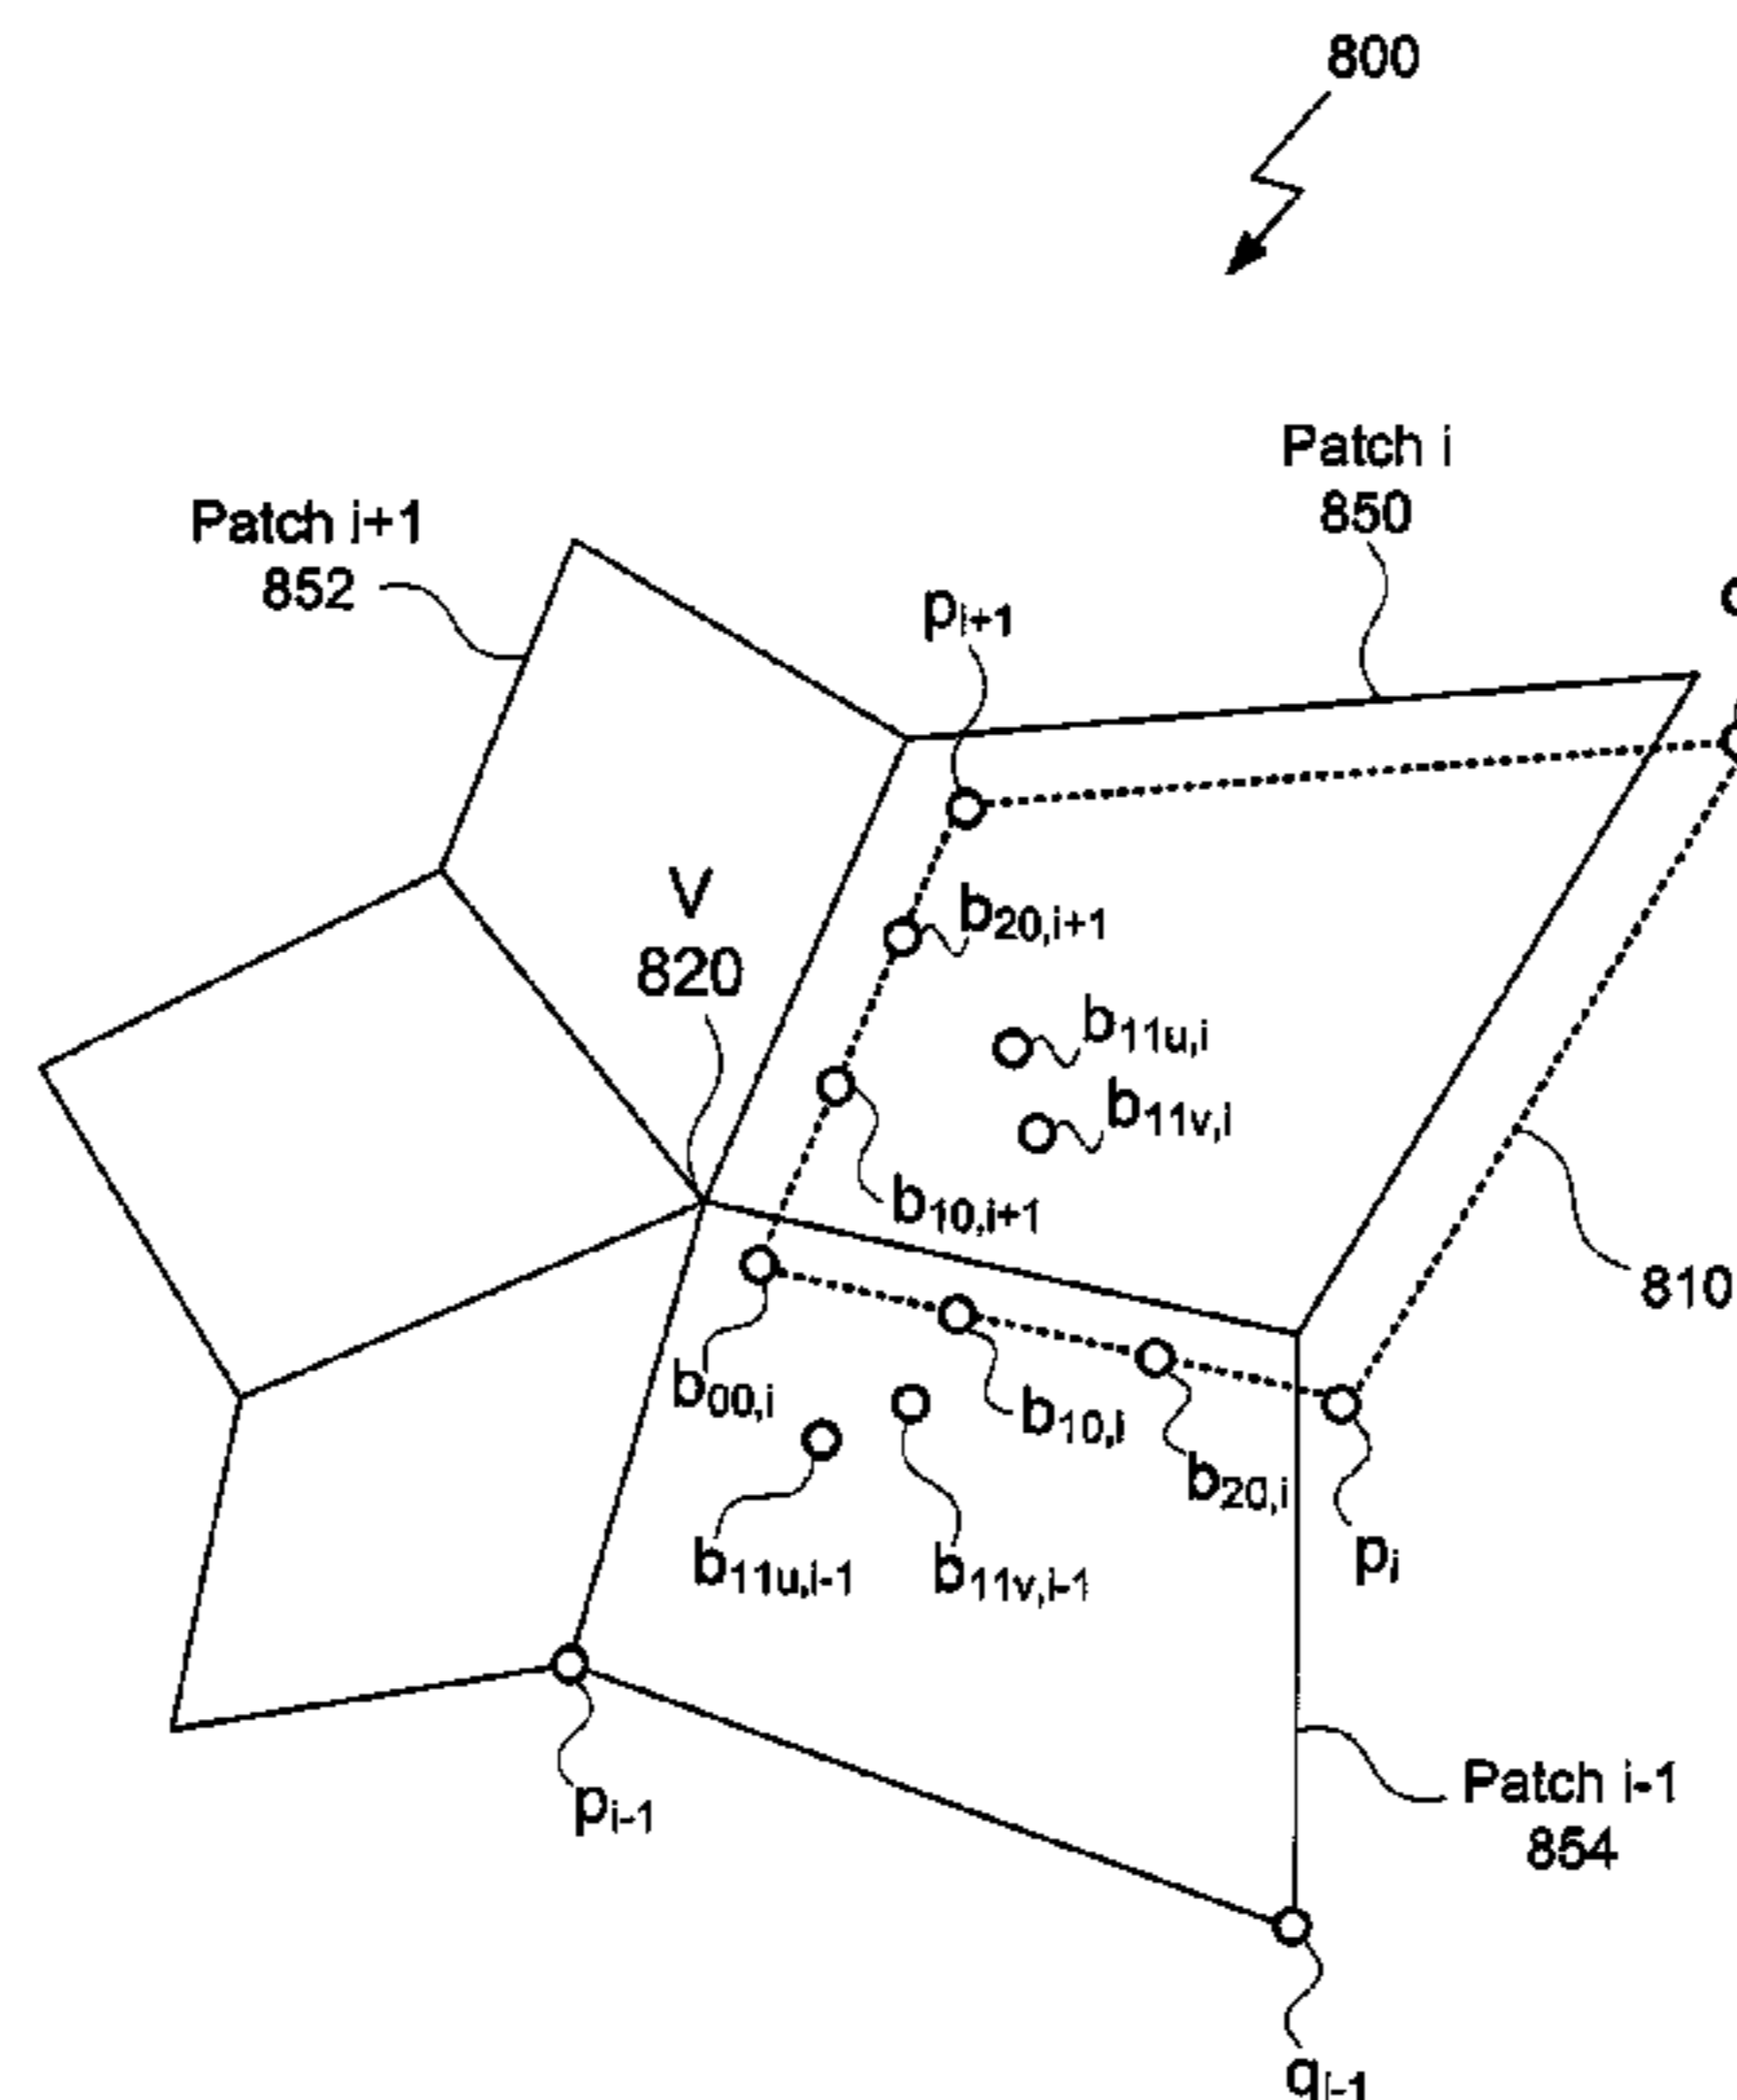 800
Patch i
850
Patch i+1
852
pi+1
V
820
b20,i+1
b11u,i
b11v,i
b10,i+1
810
b00,i
b10,i
b20,i
b11u,i-1
b11v,i-1
pi
pi-1
Patch i-1
854
qi-1